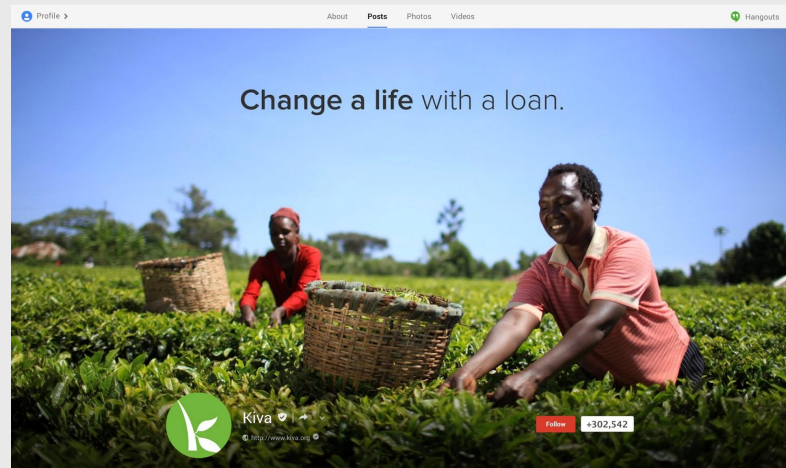 Profile
About Posts Photos Videos
Hangouts
Change a life with a loan.
Kiva
http://www.kiva.org
Follow +302,542